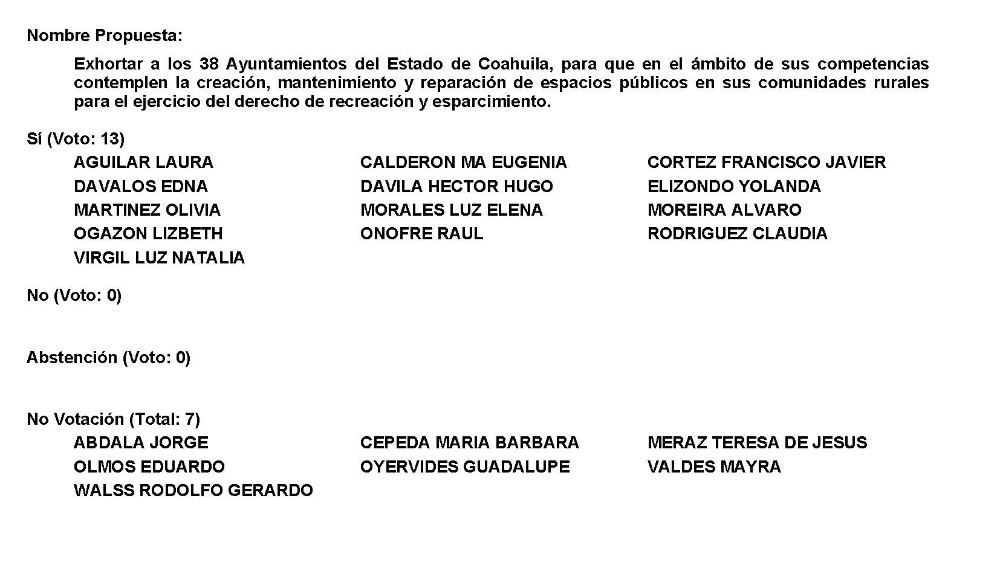 Nombre Propuesta:
Exhortar a los 38 Ayuntamientos del Estado de Coahuila, para que en el ámbito de sus competencias
contemplen la creación, mantenimiento y reparación de espacios públicos en sus comunidades rurales
para el ejercicio del derecho de recreación y esparcimiento.
Sí (Voto: 13)
AGUILAR LAURA CALDERON MA EUGENIA CORTEZ FRANCISCO JAVIER
DAVALOS EDNA DAVILA HECTOR HUGO ELIZONDO YOLANDA
MARTINEZ OLIVIA MORALES LUZ ELENA MOREIRA ALVARO
OGAZON LIZBETH ONOFRE RAUL RODRIGUEZ CLAUDIA
VIRGIL LUZ NATALIA
No (Voto: 0)
Abstención (Voto: 0)
No Votación (Total: 7)
ABDALA JORGE CEPEDA MARIA BARBARA MERAZ TERESA DE JESUS
OLMOS EDUARDO OYERVIDES GUADALUPE VALDES MAYRA
WALSS RODOLFO GERARDO